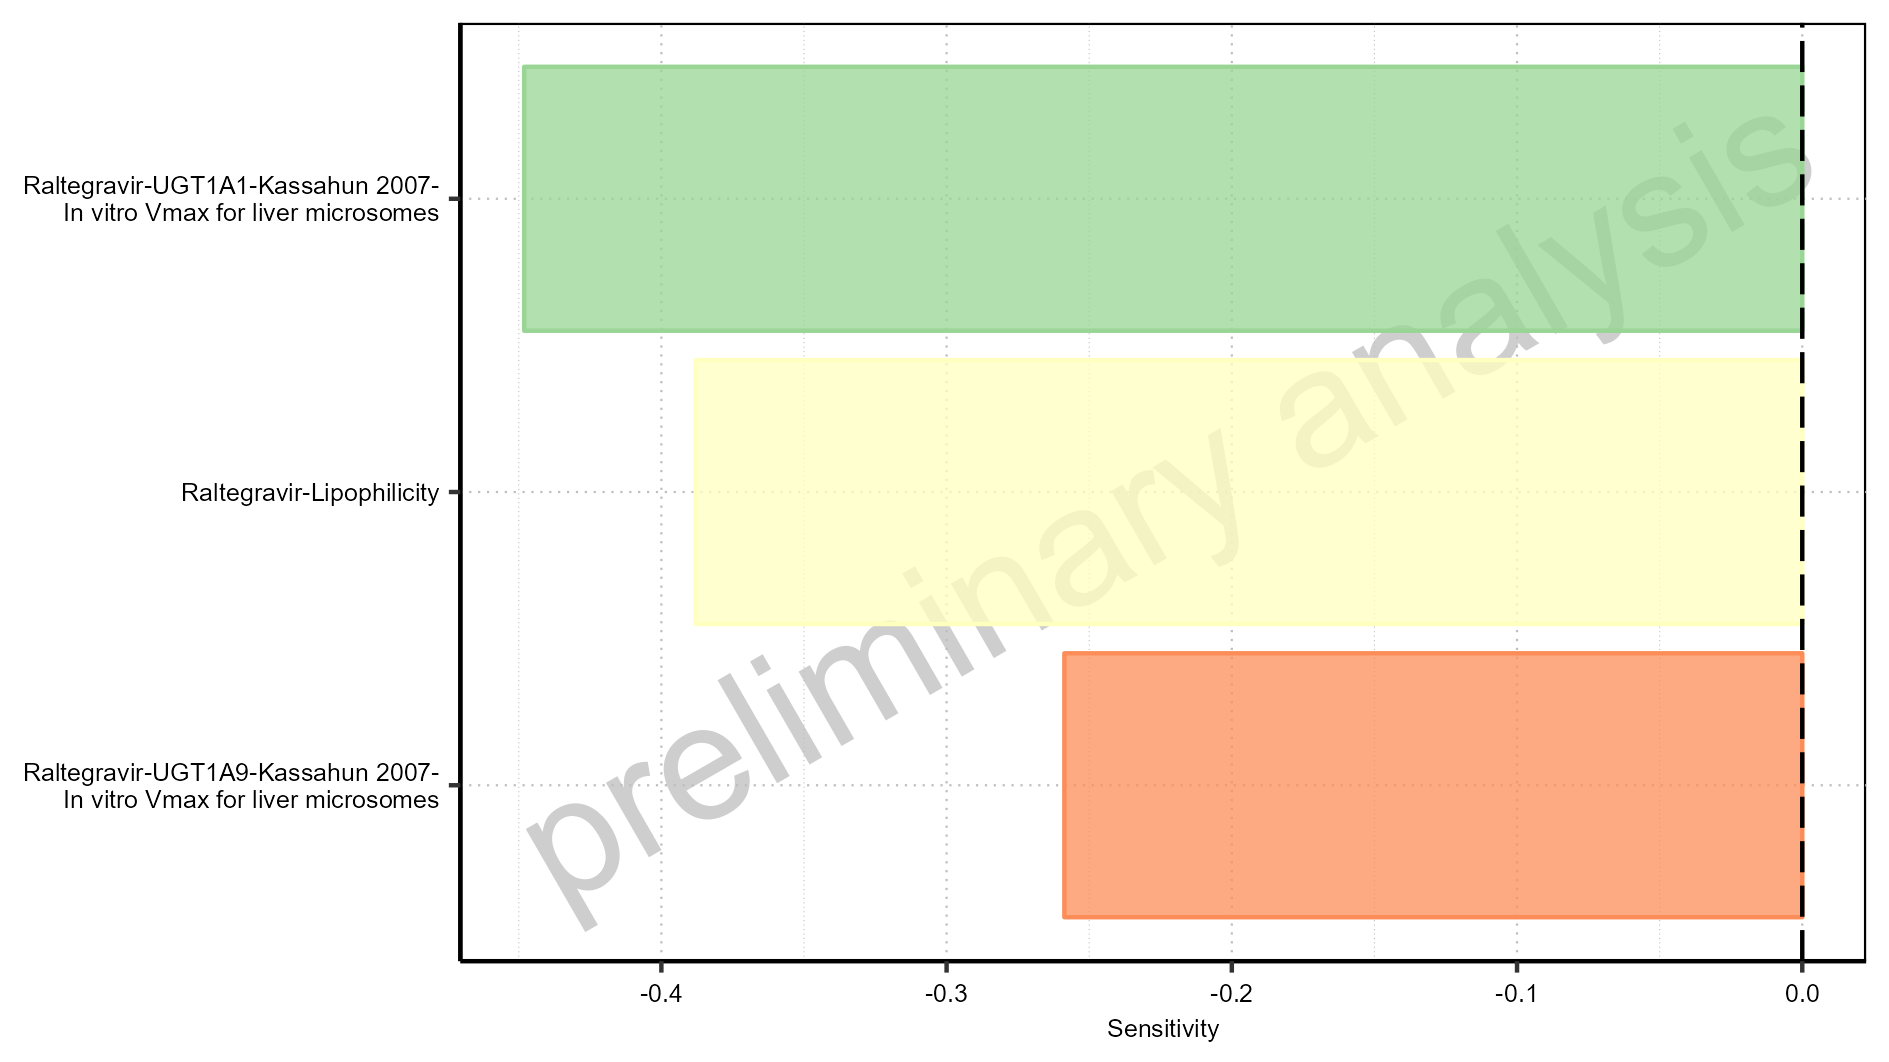 Raltegravir-UGT1A1-Kassahun 2007-
In vitro Vmax for liver microsomes
Raltegravir-Lipophilicity
Raltegravir-UGT1A9-Kassahun 2007-
In vitro Vmax for liver microsomes
preliminary analysis
-0.4 -0.3 -0.2 -0.1 0.0
Sensitivity